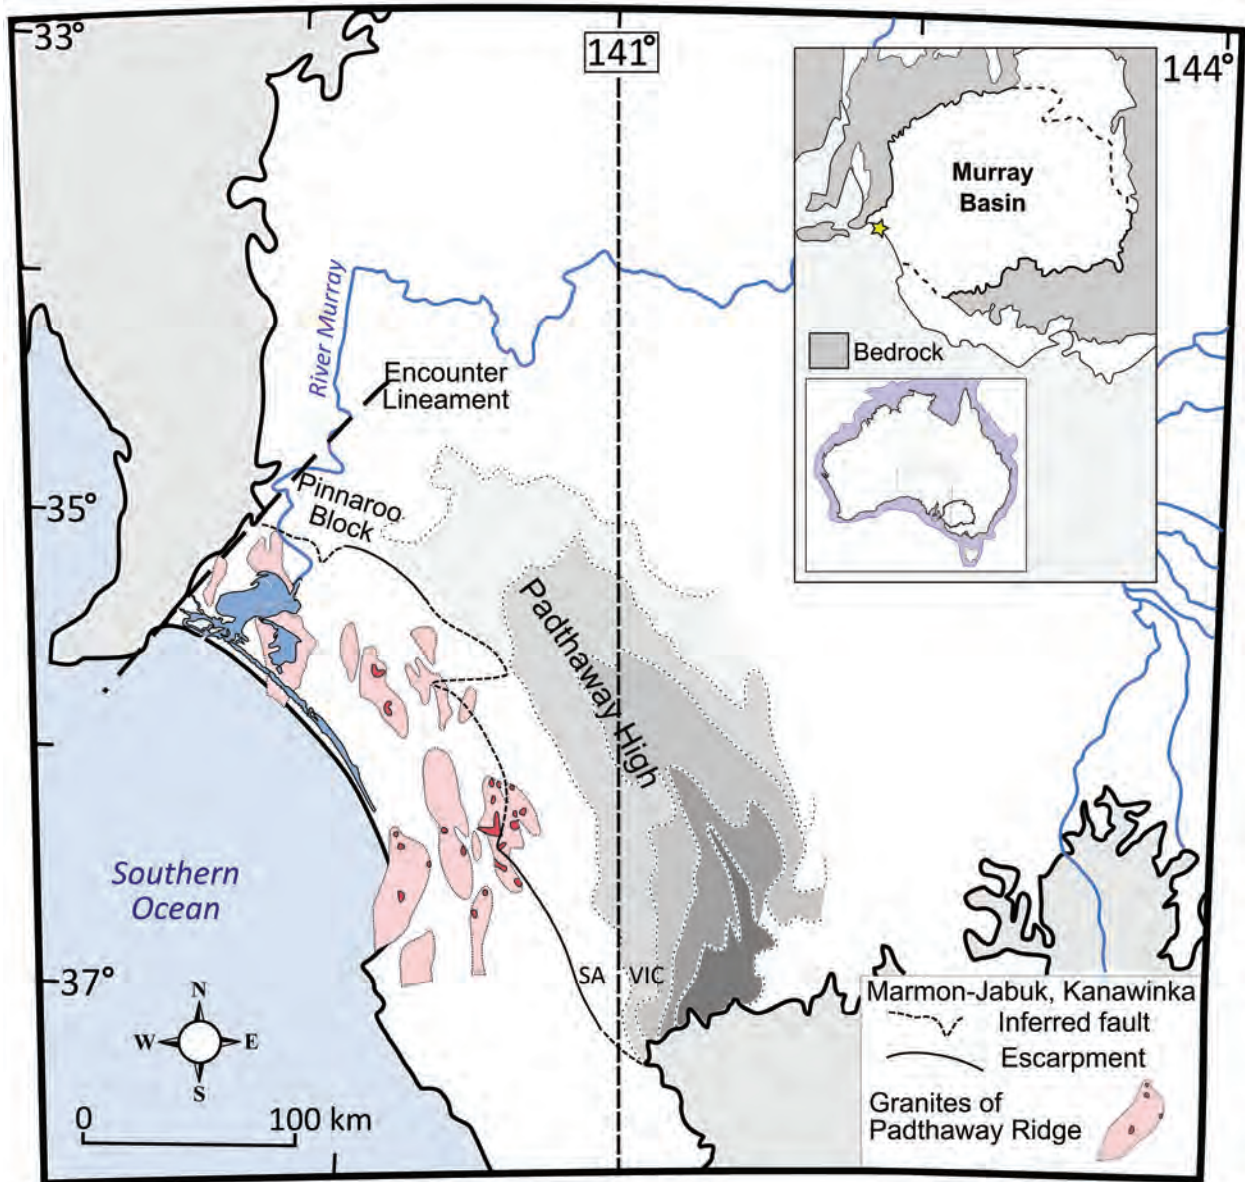 33°
141°
144°
Murray
Basin
Bedrock
River Murray
Encounter
Lineament
35°
Pinnaroo
Block
Padthaway High
Southern
Ocean
37°
SA
VIC
N
W
E
S
0
100 km
Marmon-Jabuk, Kanawinka
Inferred fault
Escarpment
Granites of
Padthaway Ridge